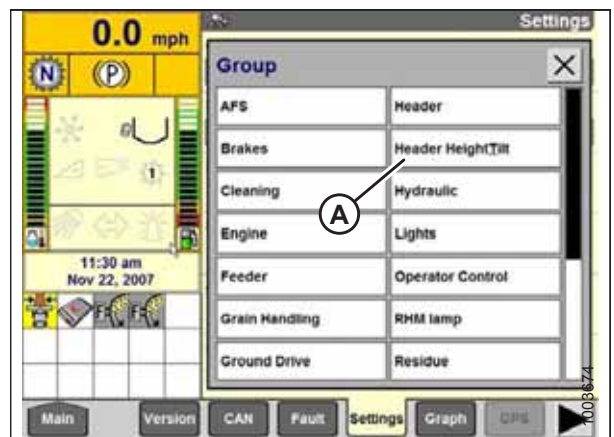 0.0 mph
Settings
N
(P)
Group
AFS
Header
Brakes
Header Height/Tilt
Cleaning
Hydraulic
A
Engine
Lights
Feeder
Operator Control
Grain Handling
RHM lamp
Ground Drive
Residue
1
11:30 am
Nov 22, 2007
F
F
Main
Version
CAN
Fault
Settings
Graph
GPS
1003674